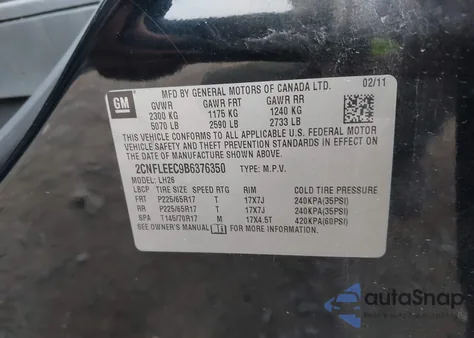 GM
MFD BY GENERAL MOTORS OF CANADA LTD. 02/11
GVWR GAWR FRT GAWR RR
2300 KG 1175 KG 1240 KG
5070 LB 2590 LB 2733 LB
THIS VEHICLE CONFORMS TO ALL APPLICABLE U.S. FEDERAL MOTOR
VEHICLE SAFETY AND THEFT PREVENTION STANDARDS IN EFFECT ON THE
DATE OF MANUFACTURE SHOWN ABOVE.
2CNFLEEC9B6376350 TYPE: M.P.V.
MODEL: LH26
LBCP TIRE SIZE SPEED RTG RIM COLD TIRE PRESSURE
FRT P225/65R17 T 17X7J 240KPA(35PSI)
RR P225/65R17 T 17X7J 240KPA(35PSI)
SPA T145/70R17 M 17X4.5T 420KPA(60PSI)
SEE OWNER'S MANUAL i FOR MORE INFORMATION.
autoSnap